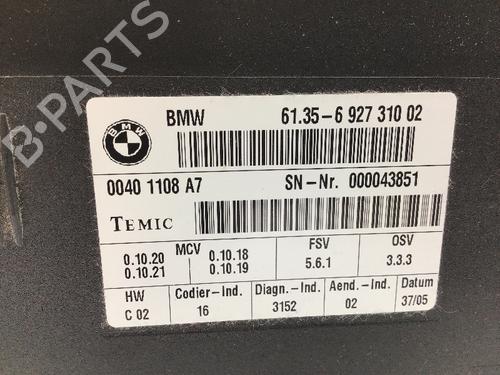 BMW
BMW 61.35-6 927 310 02
0040 1108 A7 SN-Nr. 000043851
TEMIC
MCV FSV OSV
0.10.20 0.10.18 5.6.1 3.3.3
0.10.21 0.10.19
HW Codier-Ind. Diagn.-Ind. Aend.-Ind. Datum
C 02 16 3152 02 37/05
B-PARTS